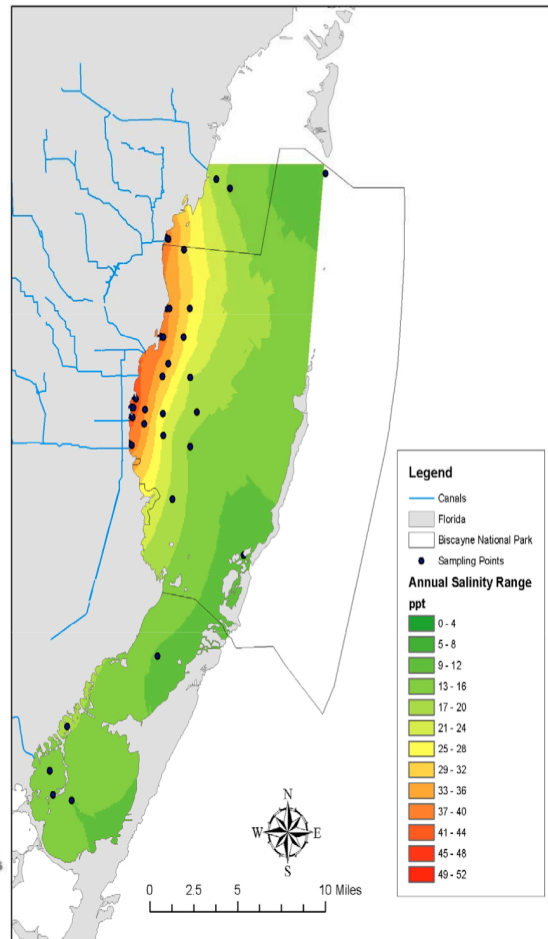 Legend
Canals
Florida
Biscayne National Park
Sampling Points
Annual Salinity Range
ppt
0 - 4
5 - 8
9 - 12
13 - 16
17 - 20
21 - 24
25 - 28
29 - 32
33 - 36
37 - 40
41 - 44
45 - 48
49 - 52
N
W E
S
0 2.5 5 10 Miles